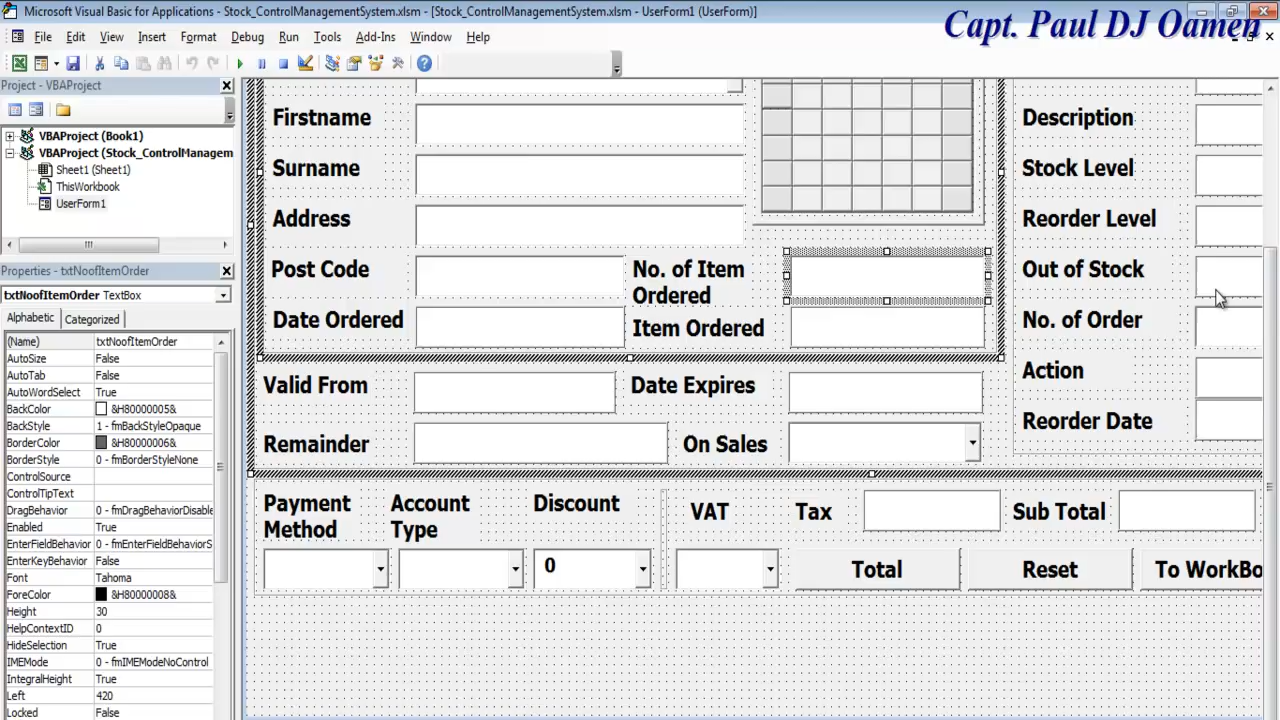 Microsoft Visual Basic for Applications - Stock_ControlManagementSystem.xlsm - [Stock_ControlManagementSystem.xlsm - UserForm1 (UserForm)]
Capt. Paul DJ Oamen
File Edit View Insert Format Debug Run Tools Add-Ins Window Help
Project - VBAProject
VBAProject (Book1)
VBAProject (Stock_ControlManagem
Sheet1 (Sheet1)
ThisWorkbook
UserForm1
Properties - txtNoofItemOrder
txtNoofItemOrder TextBox
Alphabetic Categorized
(Name) txtNoofItemOrder
AutoSize False
AutoTab False
AutoWordSelect True
BackColor &H80000005&
BackStyle 1 - fmBackStyleOpaque
BorderColor &H80000006&
BorderStyle 0 - fmBorderStyleNone
ControlSource
ControlTipText
DragBehavior 0 - fmDragBehaviorDisable
Enabled True
EnterFieldBehavior 0 - fmEnterFieldBehaviorS
EnterKeyBehavior False
Font Tahoma
ForeColor &H80000008&
Height 30
HelpContextID 0
HideSelection True
IMEMode 0 - fmIMEModeNoControl
IntegralHeight True
Left 420
Locked False
Firstname
Surname
Address
Post Code
No. of Item
Ordered
Date Ordered
Item Ordered
Valid From
Date Expires
Remainder
On Sales
Description
Stock Level
Reorder Level
Out of Stock
No. of Order
Action
Reorder Date
Payment
Method
Account
Type
Discount
VAT
Tax
Sub Total
0
Total
Reset
To WorkBo